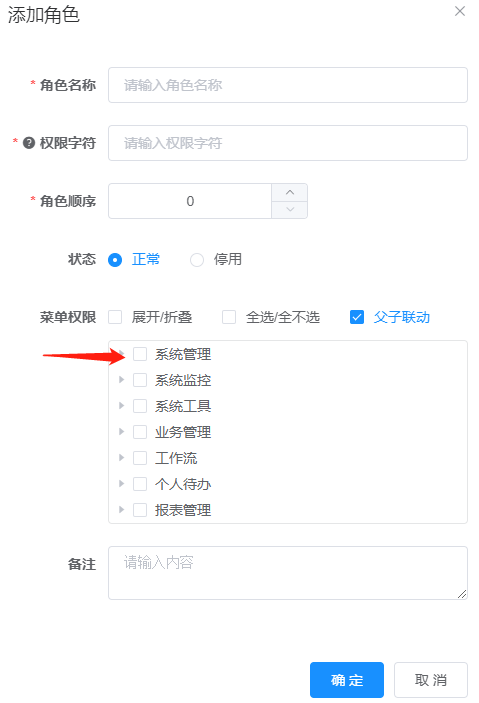 添加角色
* 角色名称 请输入角色名称
* ? 权限字符 请输入权限字符
* 角色顺序 0
状态 正常 停用
菜单权限 展开/折叠 全选/全不选 父子联动
系统管理
系统监控
系统工具
业务管理
工作流
个人待办
报表管理
备注 请输入内容
确定 取消